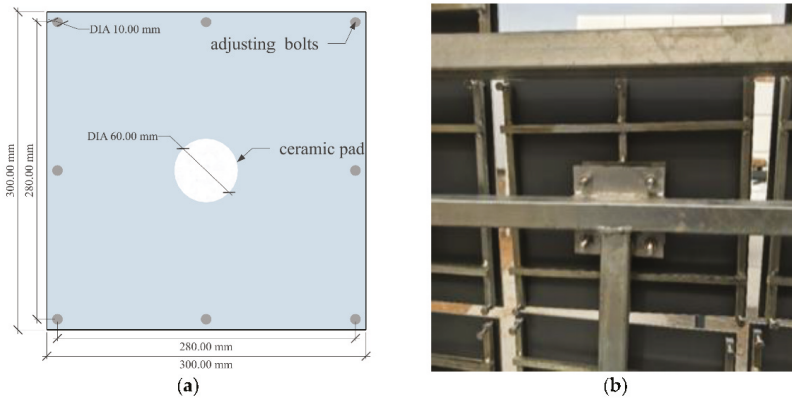 DIA 10.00 mm
adjusting bolts
DIA 60.00 mm
ceramic pad
300.00 mm
280.00 mm
280.00 mm
300.00 mm
(a)
(b)